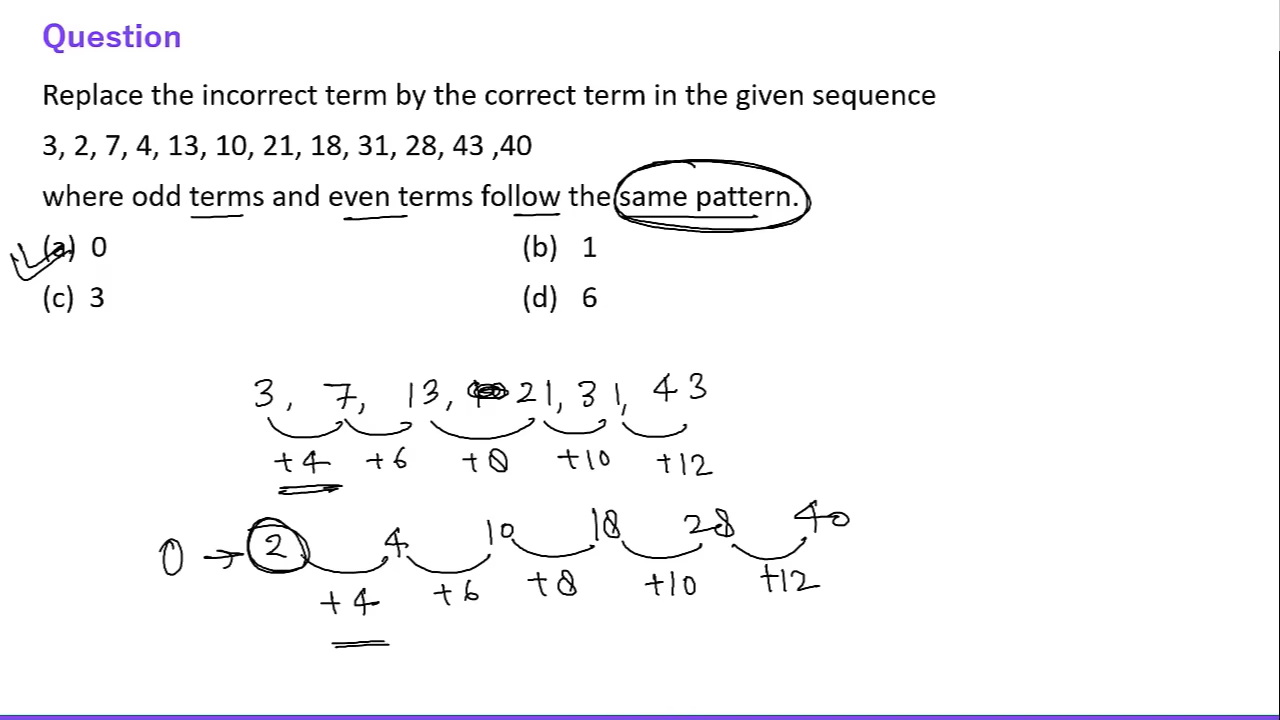 Question
Replace the incorrect term by the correct term in the given sequence
3, 2, 7, 4, 13, 10, 21, 18, 31, 28, 43 ,40
where odd terms and even terms follow the same pattern.
(a) 0 (b) 1
(c) 3 (d) 6
3, 7, 13, 21, 31, 43
+4 +6 +8 +10 +12
0 → 2 4 10 18 28 40
+4 +6 +8 +10 +12